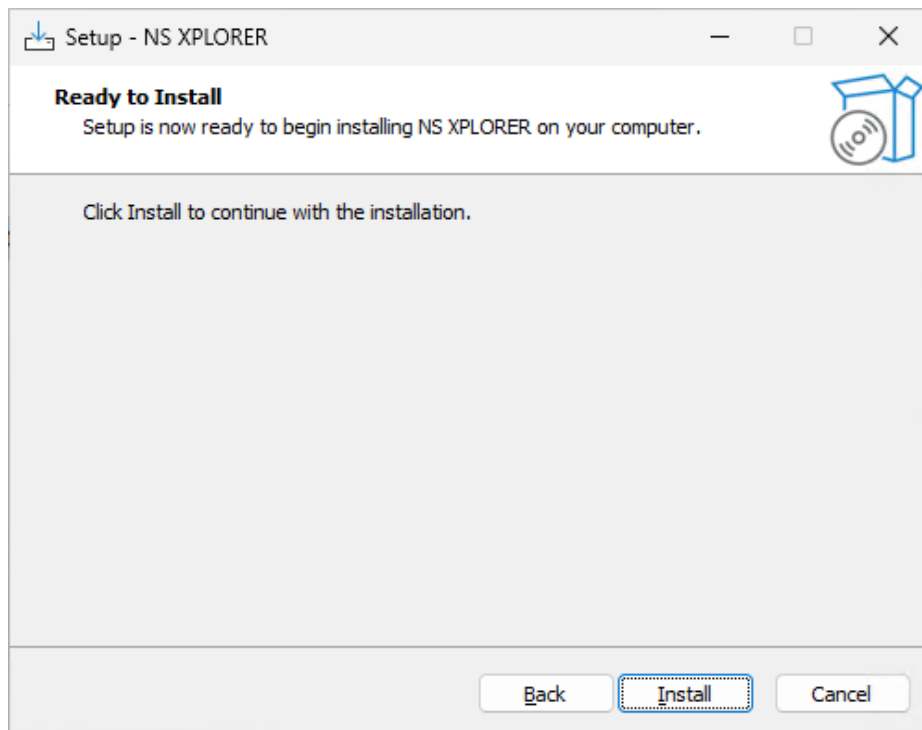 Setup - NS XPLORER
Ready to Install
Setup is now ready to begin installing NS XPLORER on your computer.
Click Install to continue with the installation.
Back Install Cancel